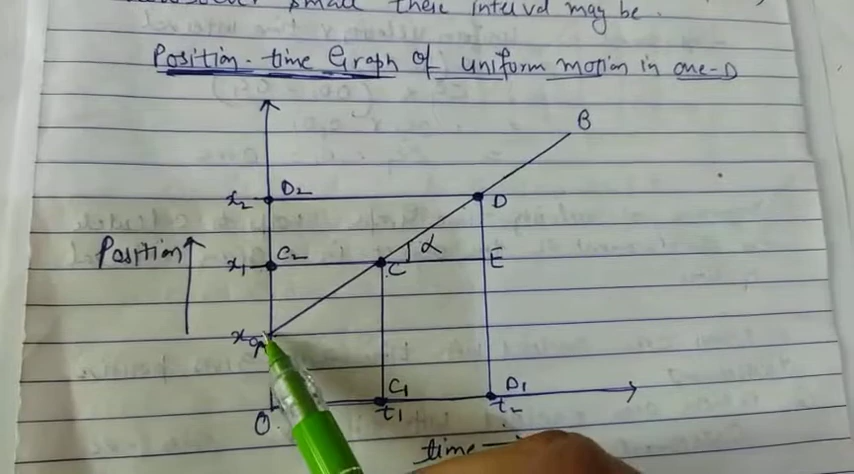 small these interval may be.
Position-time Graph of uniform motion in one-D
B
x₂ D₂ D
Position x₁ C₂ C α E
x₀
C₁ D₁
O t₁ t₂
time